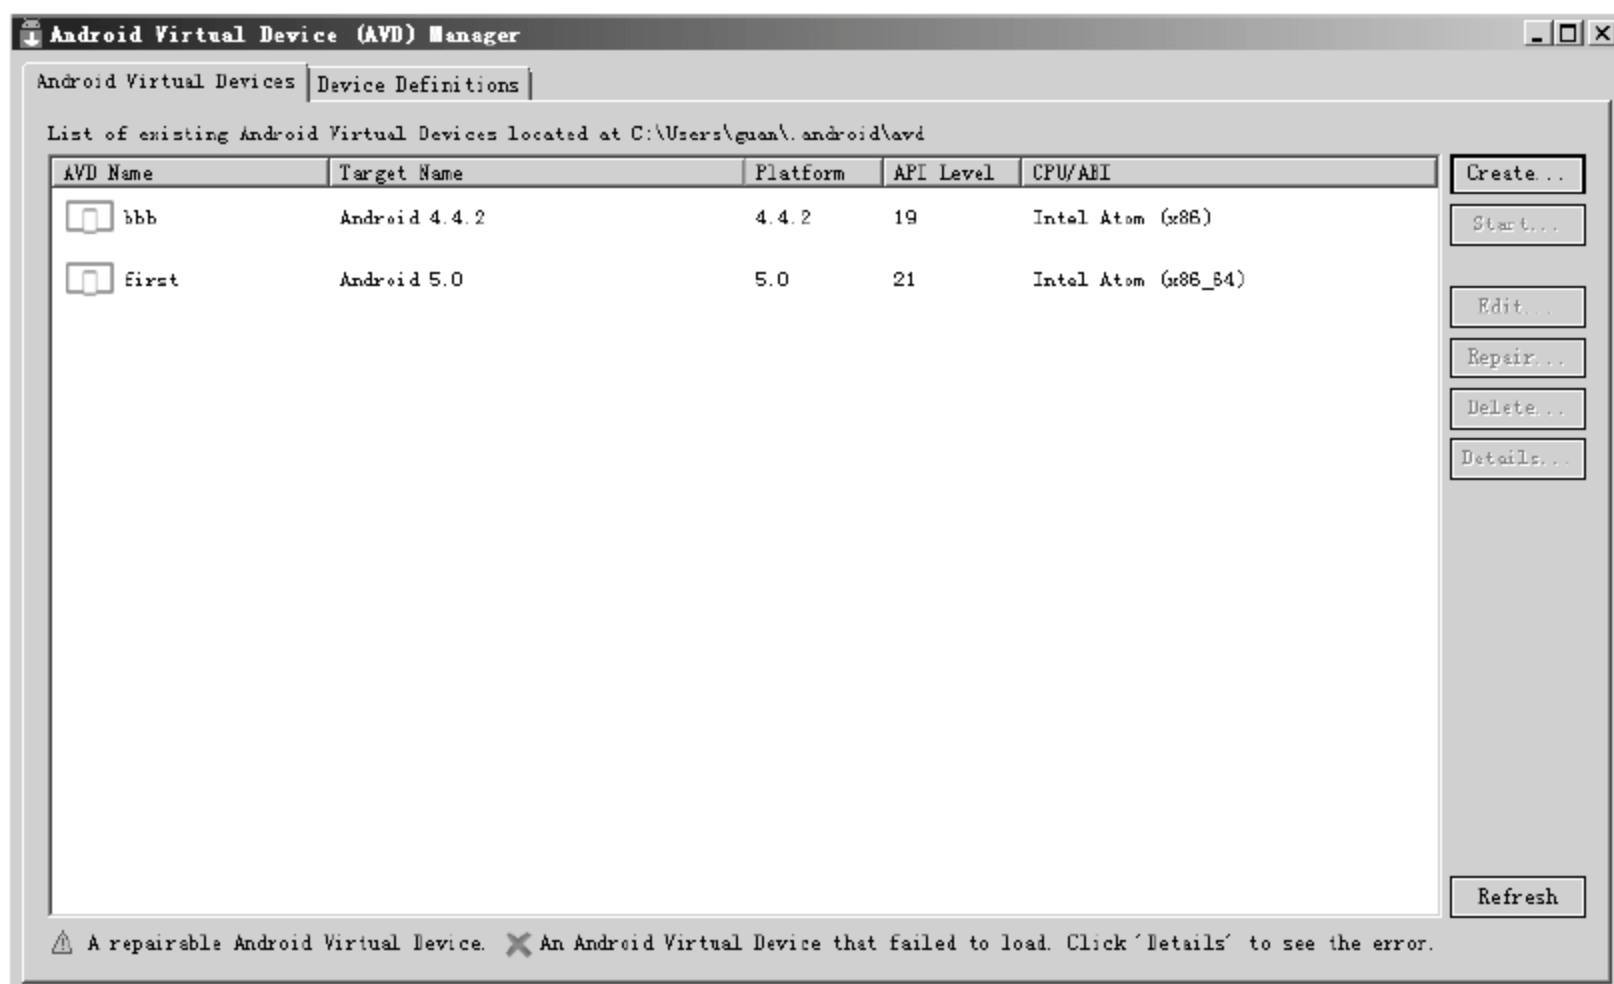 Android Virtual Device (AVD) Manager
Android Virtual Devices Device Definitions
List of existing Android Virtual Devices located at C:\Users\guan\.android\avd
AVD Name Target Name Platform API Level CPU/ABI
Create...
bbb Android 4.4.2 4.4.2 19 Intel Atom (x86)
Start...
first Android 5.0 5.0 21 Intel Atom (x86_64)
Edit...
Repair...
Delete...
Details...
Refresh
A repairable Android Virtual Device. An Android Virtual Device that failed to load. Click 'Details' to see the error.